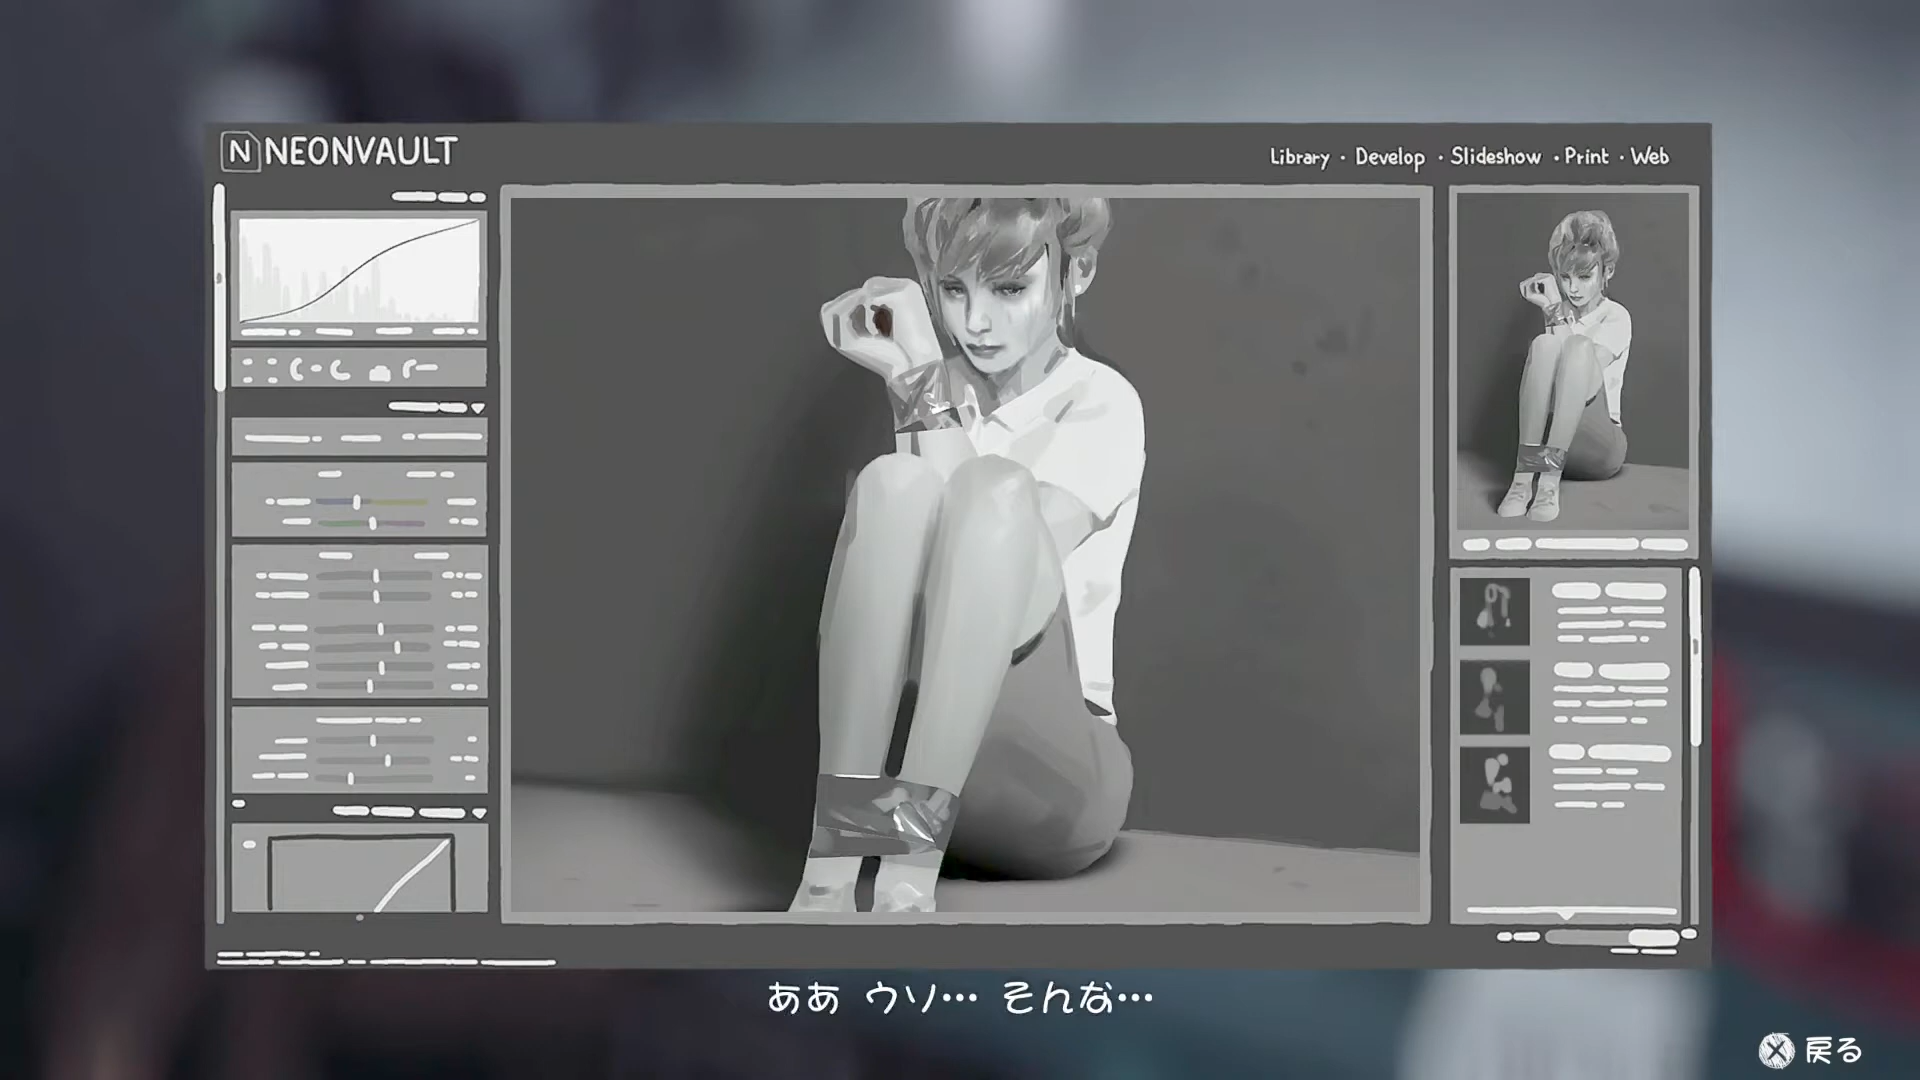 N NEONVAULT
Library · Develop · Slideshow · Print · Web
ああ ウソ… そんな…
X 戻る